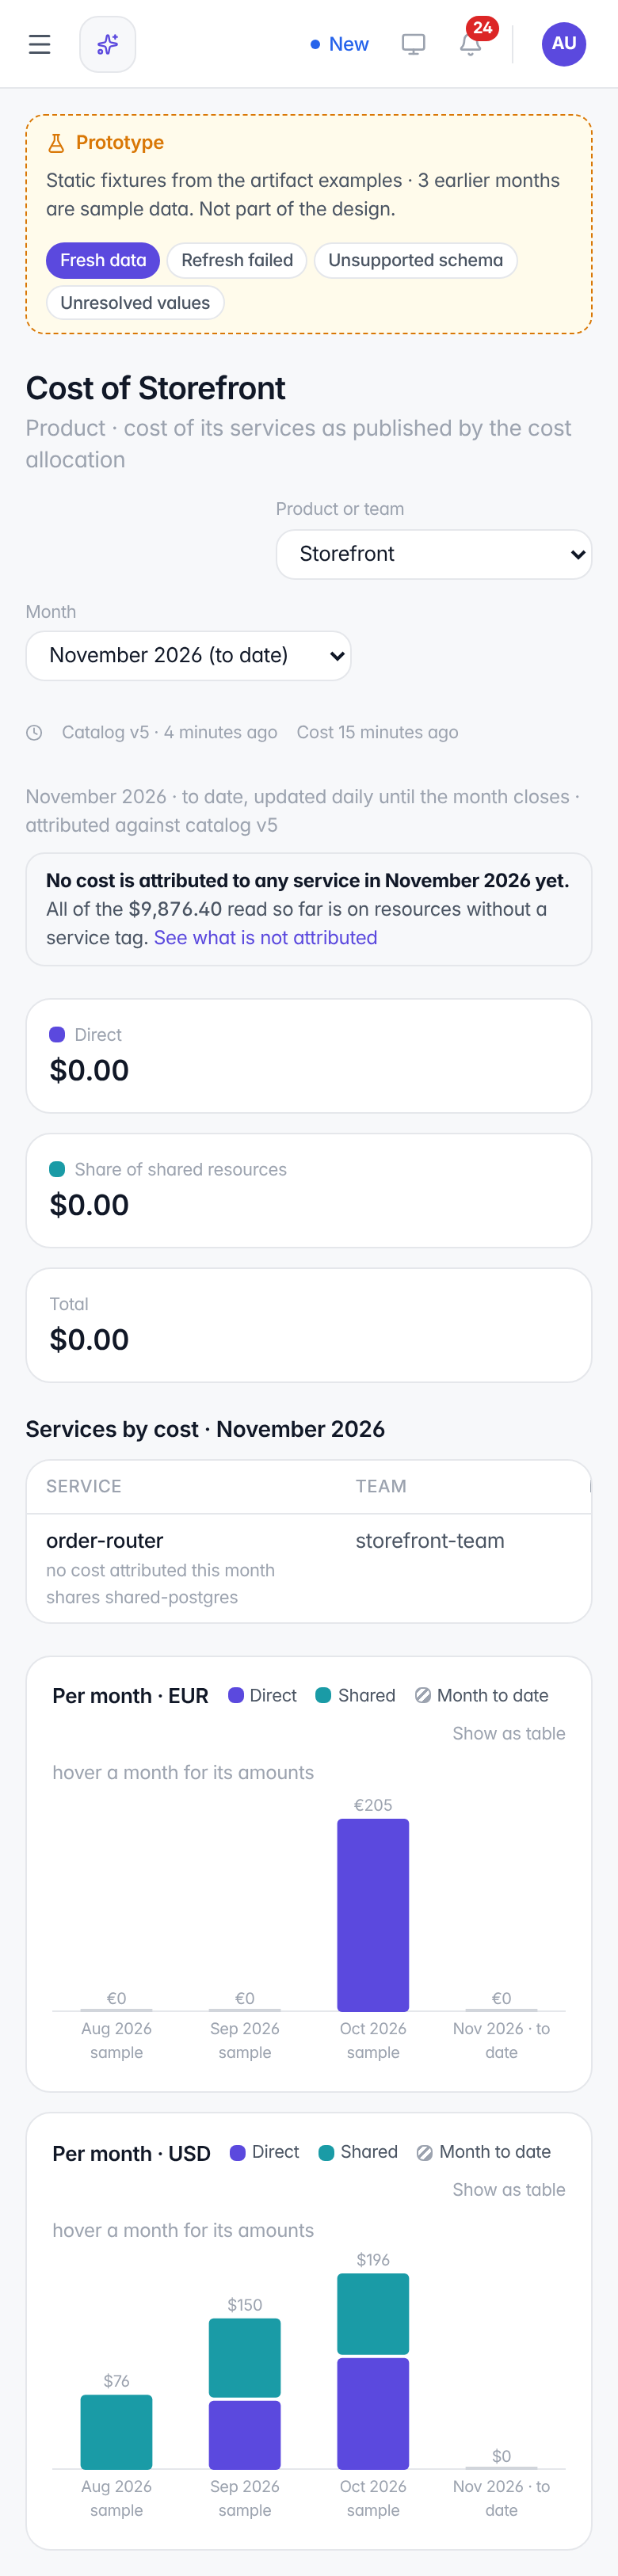 New
24
AU
Prototype
Static fixtures from the artifact examples · 3 earlier months
are sample data. Not part of the design.
Fresh data
Refresh failed
Unsupported schema
Unresolved values
Cost of Storefront
Product · cost of its services as published by the cost
allocation
Product or team
Storefront
Month
November 2026 (to date)
Catalog v5 · 4 minutes ago
Cost 15 minutes ago
November 2026 · to date, updated daily until the month closes ·
attributed against catalog v5
No cost is attributed to any service in November 2026 yet.
All of the $9,876.40 read so far is on resources without a
service tag. See what is not attributed
Direct
$0.00
Share of shared resources
$0.00
Total
$0.00
Services by cost · November 2026
SERVICE TEAM
order-router storefront-team
no cost attributed this month
shares shared-postgres
Per month · EUR Direct Shared Month to date
Show as table
hover a month for its amounts
€205
€0 €0 €0
Aug 2026 Sep 2026 Oct 2026 Nov 2026 · to
sample sample sample date
Per month · USD Direct Shared Month to date
Show as table
hover a month for its amounts
$196
$150
$76
$0
Aug 2026 Sep 2026 Oct 2026 Nov 2026 · to
sample sample sample date